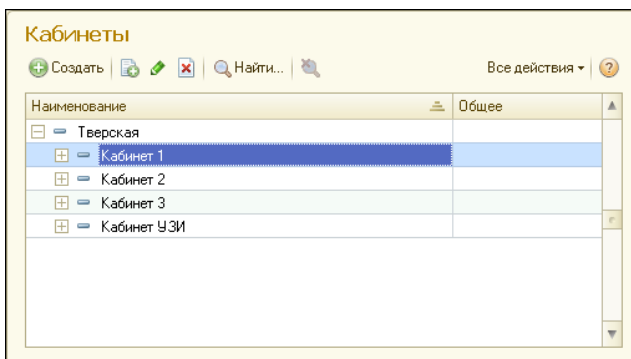 Кабинеты
Создать Найти... Все действия ?
Наименование Общее
Тверская
Кабинет 1
Кабинет 2
Кабинет 3
Кабинет УЗИ